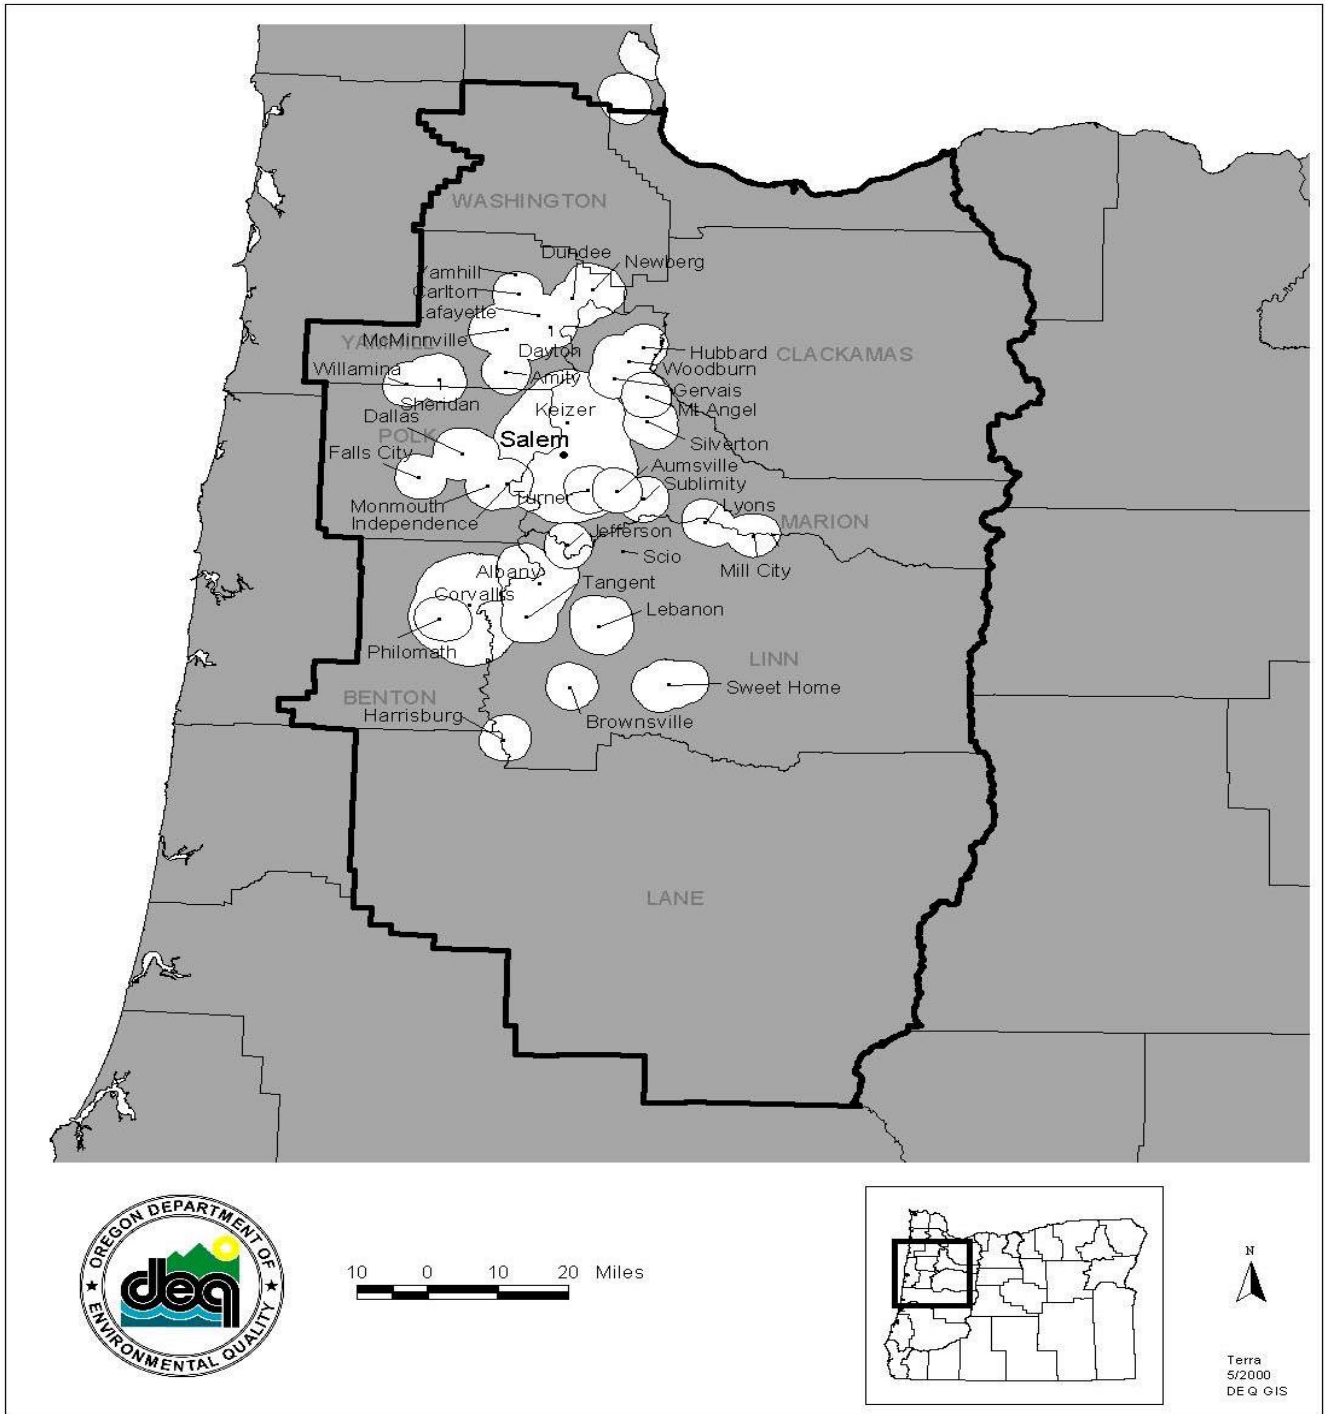 WASHINGTON
Dundee
Newberg
Yamhill
Carlton
Lafayette
YAMHILL
McMinnville
Dayton
Hubbard
CLACKAMAS
Woodburn
Willamina
Amity
Gervais
Sheridan
Keizer
Mt Angel
Dallas
POLK
Salem
Silverton
Falls City
Aumsville
Sublimity
Turner
Monmouth
Lyons
Independence
MARION
Jefferson
Scio
Mill City
Albany
Tangent
Corvallis
Lebanon
Philomath
LINN
BENTON
Sweet Home
Harrisburg
Brownsville
LANE
OREGON DEPARTMENT OF
ENVIRONMENTAL QUALITY
deq
10 0 10 20 Miles
N
Terra
5/2000
DEQ GIS